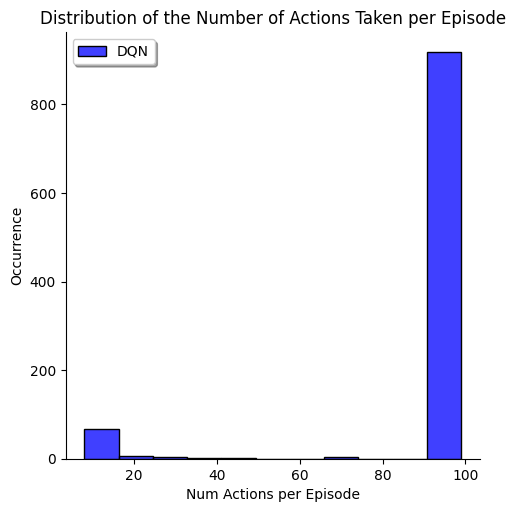 Distribution of the Number of Actions Taken per Episode
DQN
Occurrence
800
600
400
200
0
20 40 60 80 100
Num Actions per Episode